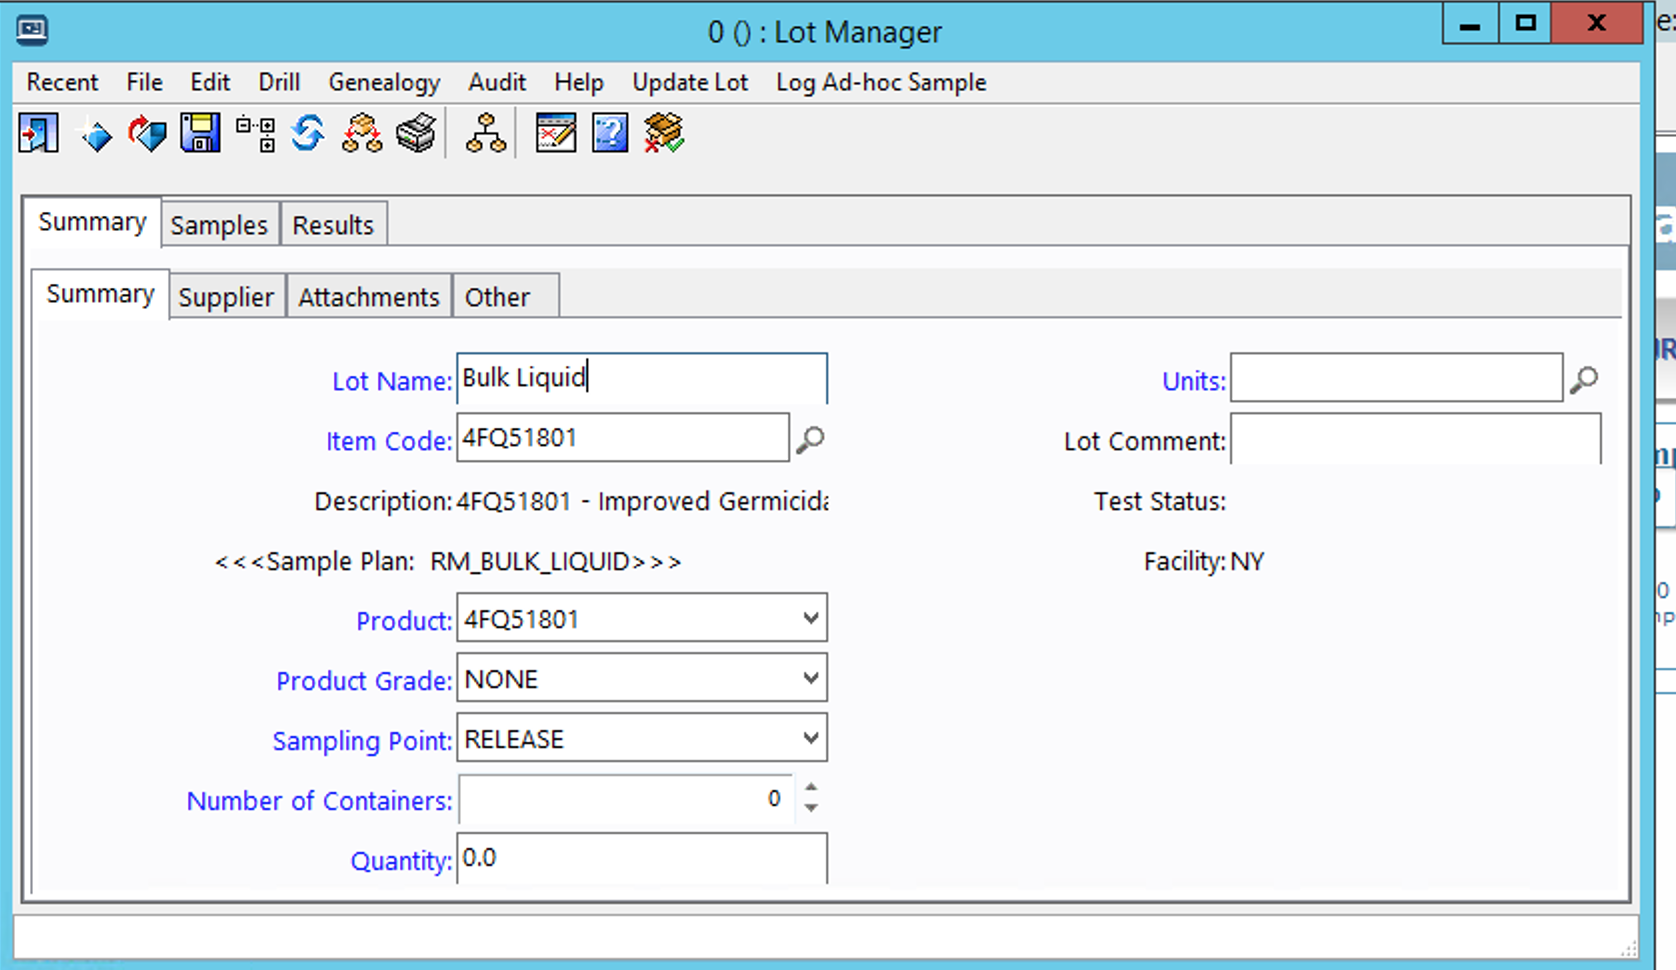 0 () : Lot Manager
Recent File Edit Drill Genealogy Audit Help Update Lot Log Ad-hoc Sample
Summary Samples Results
Summary Supplier Attachments Other
Lot Name: Bulk Liquid
Units:
Item Code: 4FQ51801
Lot Comment:
Description: 4FQ51801 - Improved Germicida
Test Status:
<<<Sample Plan: RM_BULK_LIQUID>>>
Facility: NY
Product: 4FQ51801
Product Grade: NONE
Sampling Point: RELEASE
Number of Containers: 0
Quantity: 0.0